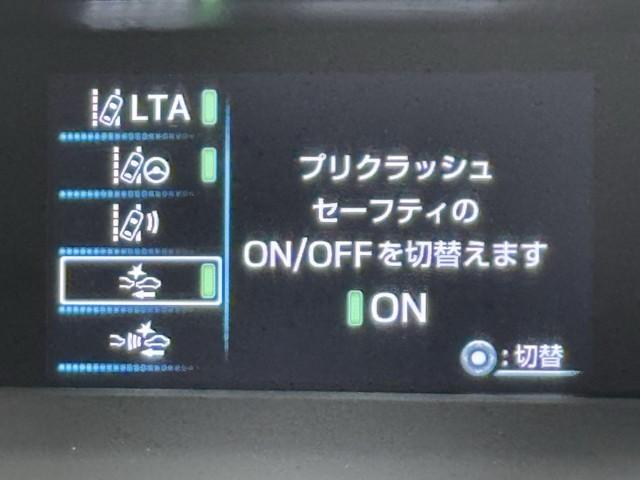 LTA
プリクラッシュ
セーフティの
ON/OFFを切替えます
ON
:切替